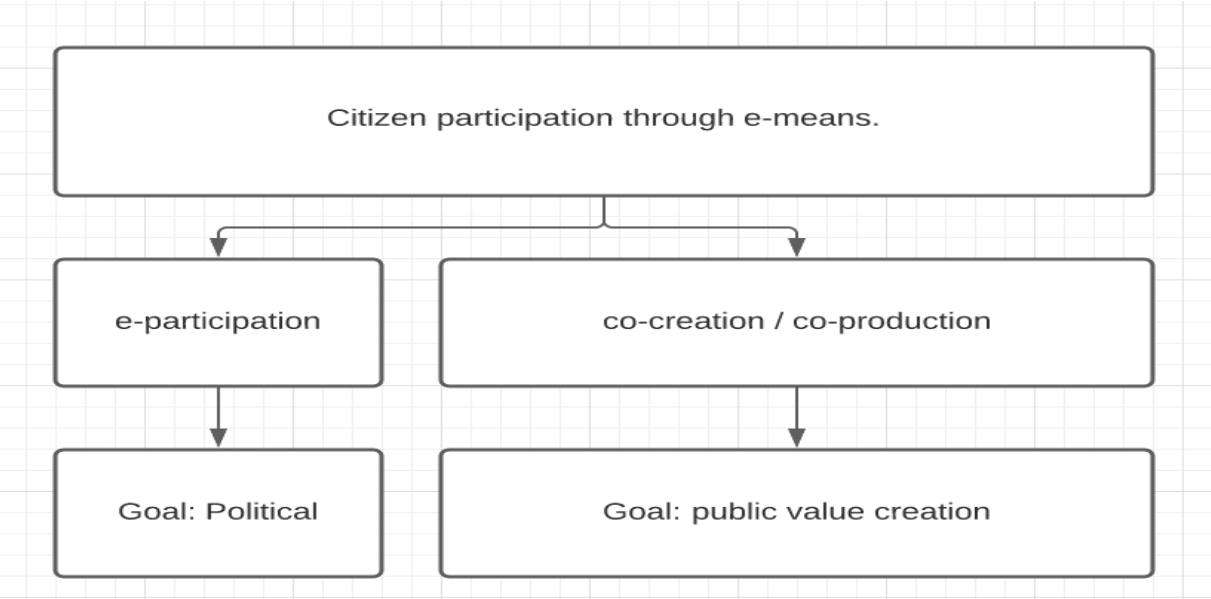 Citizen participation through e-means.
e-participation
co-creation / co-production
Goal: Political
Goal: public value creation